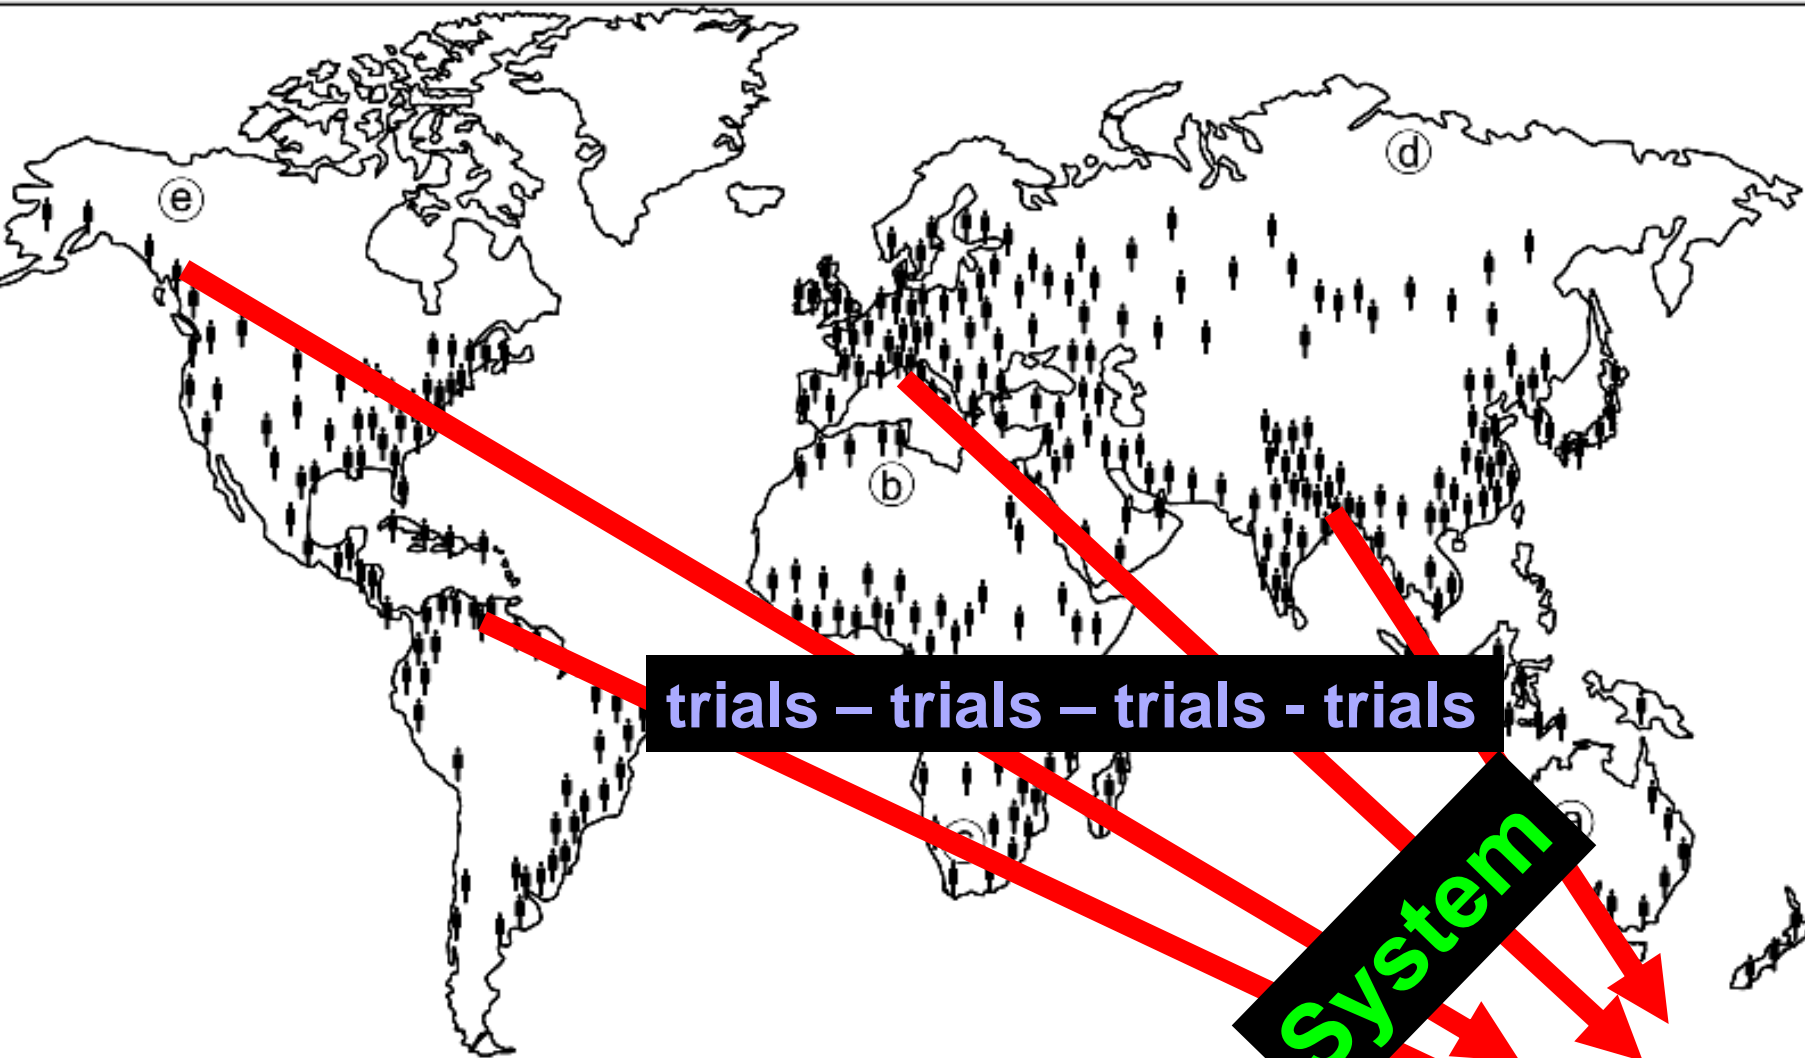 d
e
b
trials – trials – trials - trials
a
System